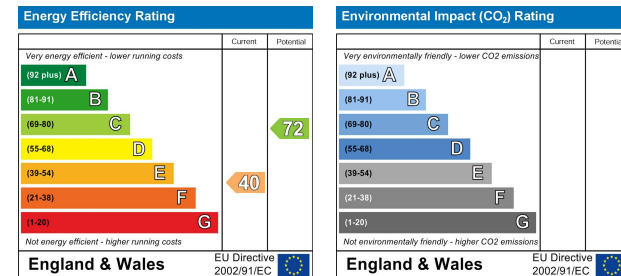 Energy Efficiency Rating
Current Potential
Very energy efficient - lower running costs
(92 plus) A
(81-91) B
(69-80) C
72
(55-68) D
(39-54) E
40
(21-38) F
(1-20) G
Not energy efficient - higher running costs
England & Wales
EU Directive
2002/91/EC
Environmental Impact (CO₂) Rating
Current Potentia
Very environmentally friendly - lower CO2 emissions
(92 plus) A
(81-91) B
(69-80) C
(55-68) D
(39-54) E
(21-38) F
(1-20) G
Not environmentally friendly - higher CO2 emissions
England & Wales
EU Directive
2002/91/EC